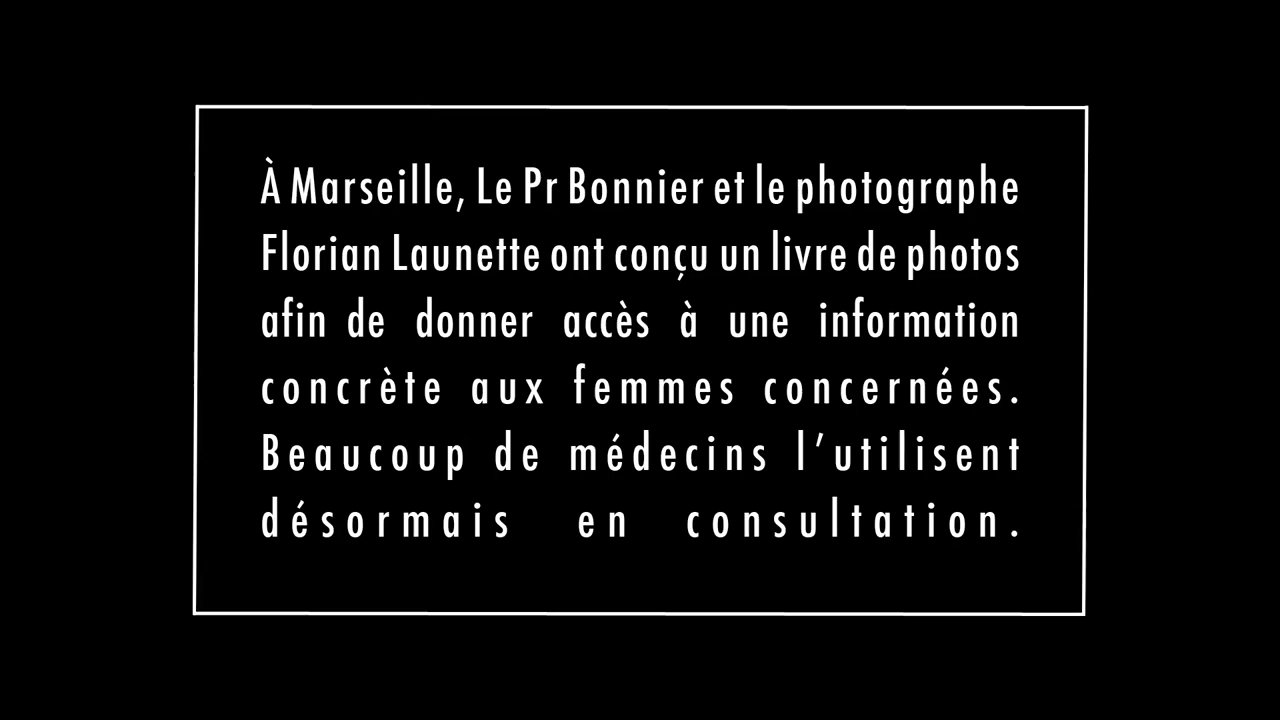 À Marseille, Le Pr Bonnier et le photographe
Florian Launette ont conçu un livre de photos
afin de donner accès à une information
concrète aux femmes concernées.
Beaucoup de médecins l’utilisent
désormais en consultation.